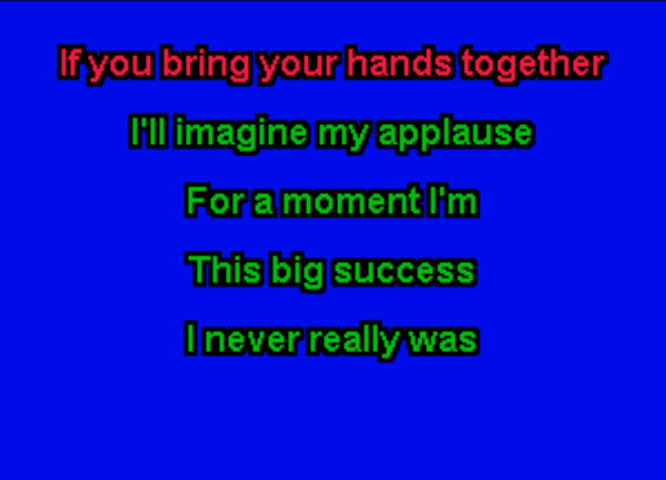 If you bring your hands together
I'll imagine my applause
For a moment I'm
This big success
I never really was